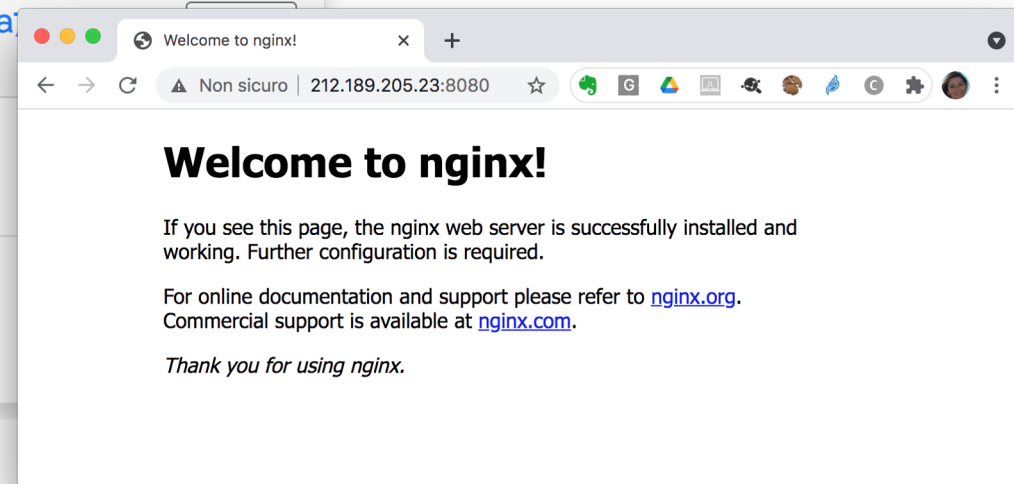 Welcome to nginx!
Non sicuro | 212.189.205.23:8080
G
C
Welcome to nginx!
If you see this page, the nginx web server is successfully installed and
working. Further configuration is required.
For online documentation and support please refer to nginx.org.
Commercial support is available at nginx.com.
Thank you for using nginx.